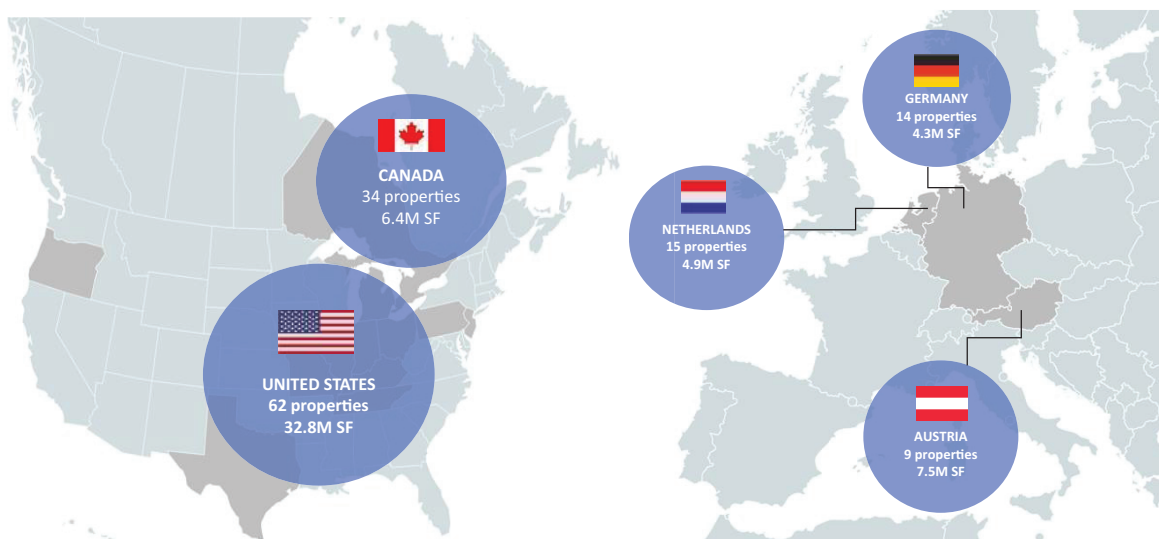 CANADA
34 properties
6.4M SF
UNITED STATES
62 properties
32.8M SF
GERMANY
14 properties
4.3M SF
NETHERLANDS
15 properties
4.9M SF
AUSTRIA
9 properties
7.5M SF